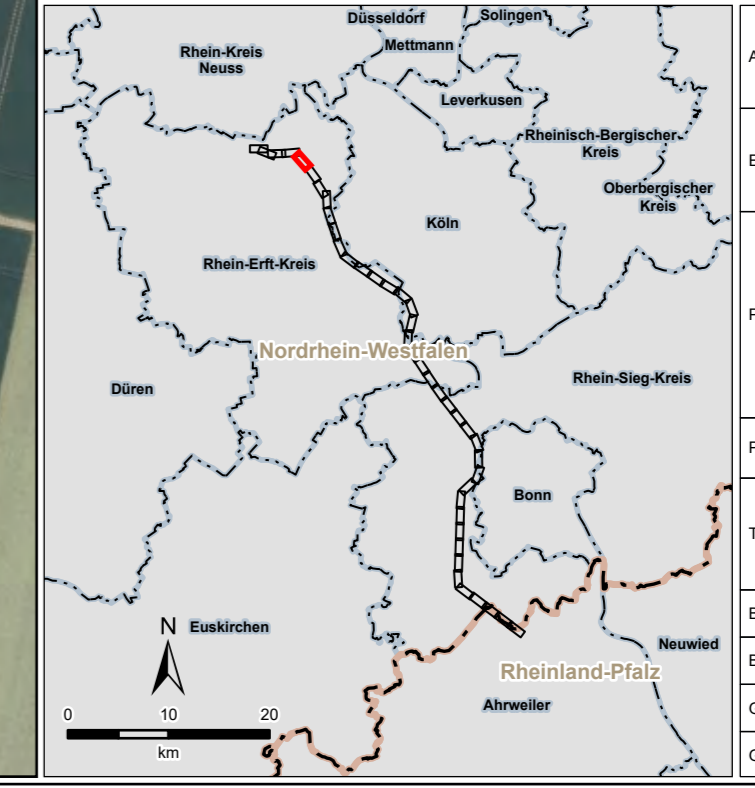 Düsseldorf
Solingen
Mettmann
Rhein-Kreis
Neuss
Leverkusen
Rheinisch-Bergischer
Kreis
Oberbergischer
Kreis
Köln
Rhein-Erft-Kreis
Nordrhein-Westfalen
Düren
Rhein-Sieg-Kreis
Bonn
N
Euskirchen
Neuwied
Rheinland-Pfalz
Ahrweiler
0 10 20
km